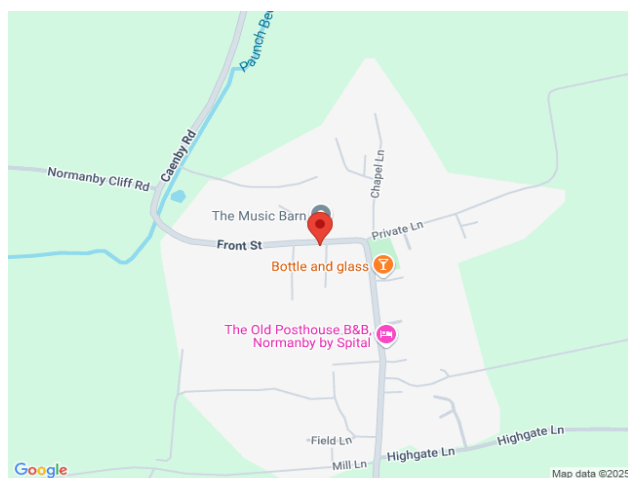 Paunch Be
Caenby Rd
Normanby Cliff Rd
Chapel Ln
The Music Barn
Private Ln
Front St
Bottle and glass
The Old Posthouse B&B,
Normanby by Spital
Field Ln
Highgate Ln
Highgate Ln
Mill Ln
Google
Map data ©2025